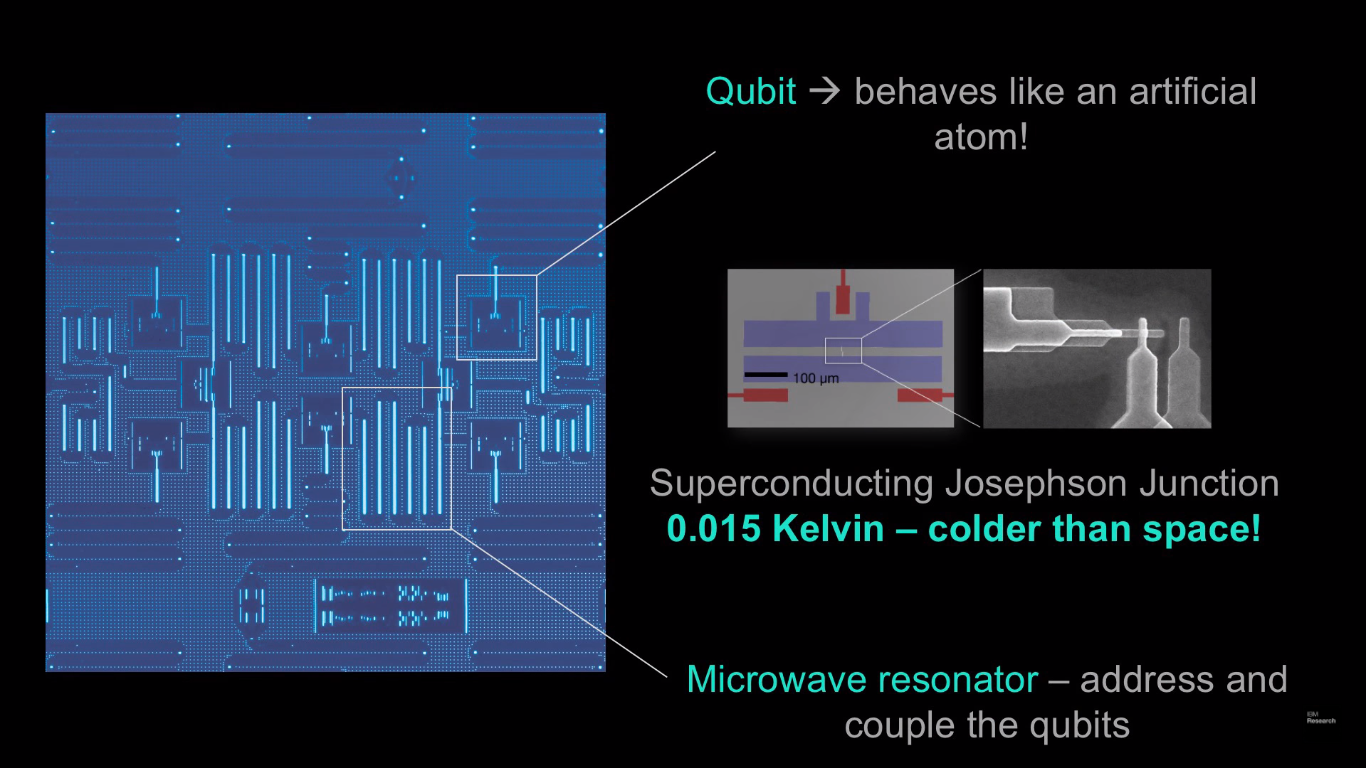 Qubit → behaves like an artificial
atom!
100 µm
Superconducting Josephson Junction
0.015 Kelvin – colder than space!
Microwave resonator – address and
couple the qubits
IBM
Research